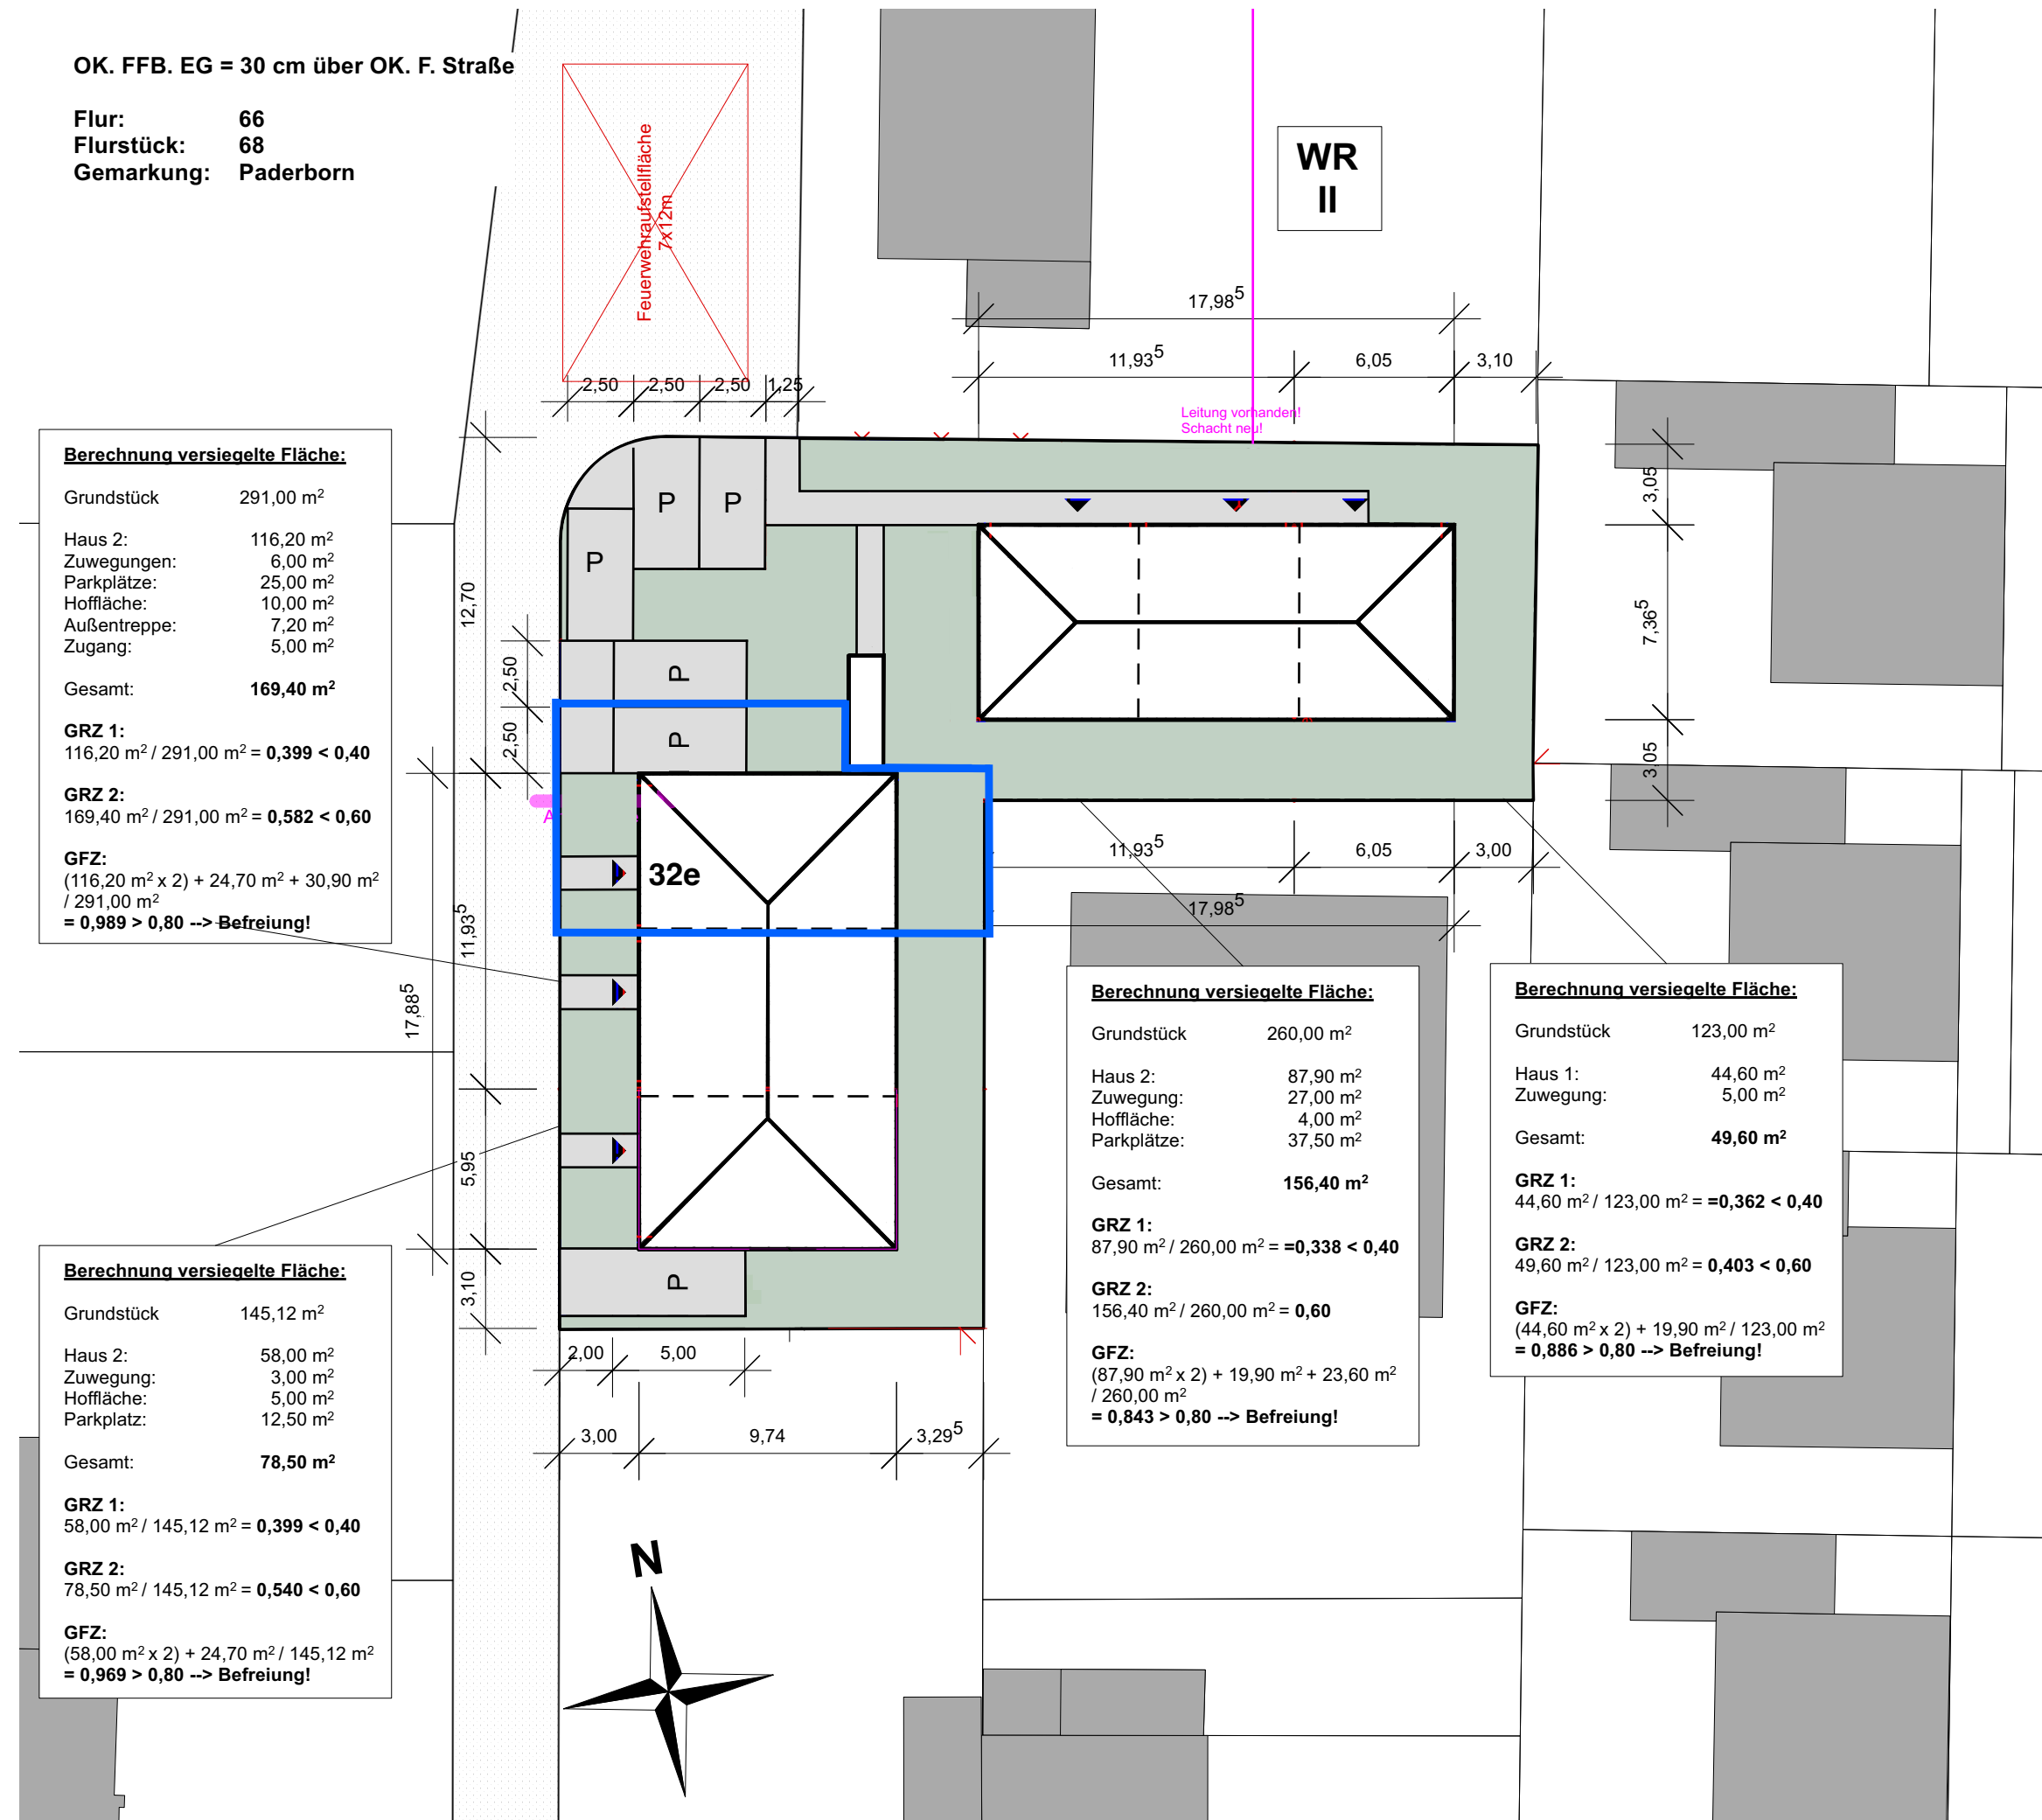 OK. FFB. EG = 30 cm über OK. F. Straße
Flur: 66
Flurstück: 68
Gemarkung: Paderborn
Feuerwehraufstellfläche
7x12m
WR
II
17,98⁵
11,93⁵ 6,05 3,10
2,50 2,50 2,50 1,25
Leitung vorhanden!
Schacht neu!
Berechnung versiegelte Fläche:
Grundstück 291,00 m²
Haus 2: 116,20 m²
Zuwegungen: 6,00 m²
Parkplätze: 25,00 m²
Hoffläche: 10,00 m²
Außentreppe: 7,20 m²
Zugang: 5,00 m²
Gesamt: 169,40 m²
GRZ 1:
116,20 m² / 291,00 m² = 0,399 < 0,40
GRZ 2:
169,40 m² / 291,00 m² = 0,582 < 0,60
GFZ:
(116,20 m² x 2) + 24,70 m² + 30,90 m²
/ 291,00 m²
= 0,989 > 0,80 --> Befreiung!
12,70
2,50
2,50
11,93⁵
17,88⁵
5,95
3,10
P P
P
P
P
32e
A
P
3,05
7,36⁵
3,05
11,93⁵ 6,05 3,00
17,98⁵
2,00 5,00
3,00 9,74 3,29⁵
Berechnung versiegelte Fläche:
Grundstück 145,12 m²
Haus 2: 58,00 m²
Zuwegung: 3,00 m²
Hoffläche: 5,00 m²
Parkplatz: 12,50 m²
Gesamt: 78,50 m²
GRZ 1:
58,00 m² / 145,12 m² = 0,399 < 0,40
GRZ 2:
78,50 m² / 145,12 m² = 0,540 < 0,60
GFZ:
(58,00 m² x 2) + 24,70 m² / 145,12 m²
= 0,969 > 0,80 --> Befreiung!
Berechnung versiegelte Fläche:
Grundstück 260,00 m²
Haus 2: 87,90 m²
Zuwegung: 27,00 m²
Hoffläche: 4,00 m²
Parkplätze: 37,50 m²
Gesamt: 156,40 m²
GRZ 1:
87,90 m² / 260,00 m² = =0,338 < 0,40
GRZ 2:
156,40 m² / 260,00 m² = 0,60
GFZ:
(87,90 m² x 2) + 19,90 m² + 23,60 m²
/ 260,00 m²
= 0,843 > 0,80 --> Befreiung!
Berechnung versiegelte Fläche:
Grundstück 123,00 m²
Haus 1: 44,60 m²
Zuwegung: 5,00 m²
Gesamt: 49,60 m²
GRZ 1:
44,60 m² / 123,00 m² = =0,362 < 0,40
GRZ 2:
49,60 m² / 123,00 m² = 0,403 < 0,60
GFZ:
(44,60 m² x 2) + 19,90 m² / 123,00 m²
= 0,886 > 0,80 --> Befreiung!
N